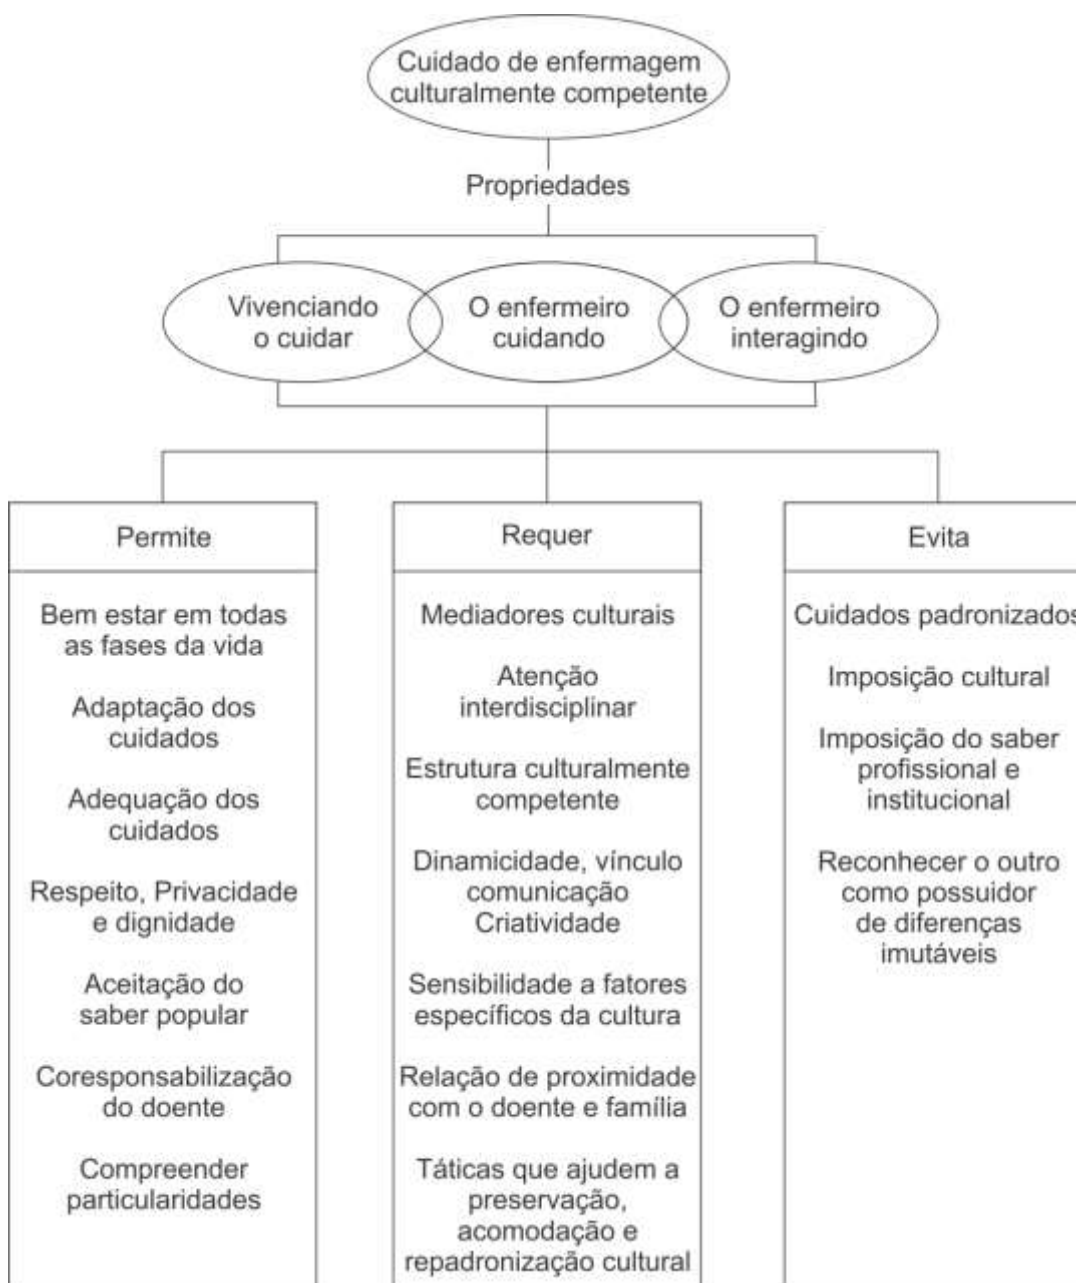 Cuidado de enfermagem
culturalmente competente
Propriedades
Vivenciando
o cuidar
O enfermeiro
cuidando
O enfermeiro
interagindo
Permite
Bem estar em todas
as fases da vida
Adaptação dos
cuidados
Adequação dos
cuidados
Respeito, Privacidade
e dignidade
Aceitação do
saber popular
Coresponsabilização
do doente
Compreender
particularidades
Requer
Mediadores culturais
Atenção
interdisciplinar
Estrutura culturalmente
competente
Dinamicidade, vínculo
comunicação
Criatividade
Sensibilidade a fatores
específicos da cultura
Relação de proximidade
com o doente e família
Táticas que ajudem a
preservação,
acomodação e
repadronização cultural
Evita
Cuidados padronizados
Imposição cultural
Imposição do saber
profissional e
institucional
Reconhecer o outro
como possuidor
de diferenças
imutáveis